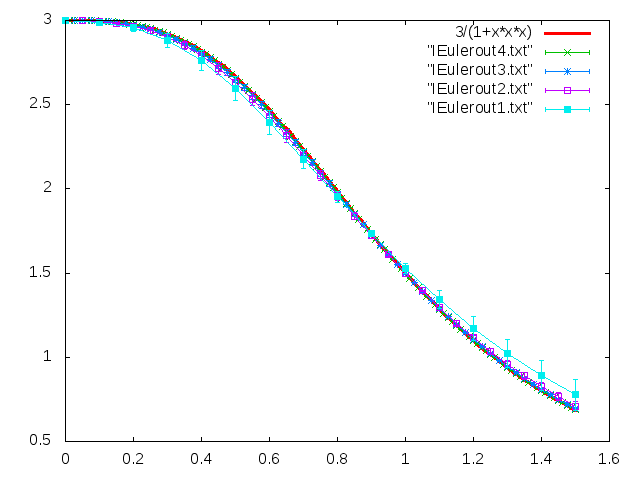 3/(1+x*x*x)
"IEulerout4.txt"
"IEulerout3.txt"
"IEulerout2.txt"
"IEulerout1.txt"
3
2.5
2
1.5
1
0.5
0 0.2 0.4 0.6 0.8 1 1.2 1.4 1.6